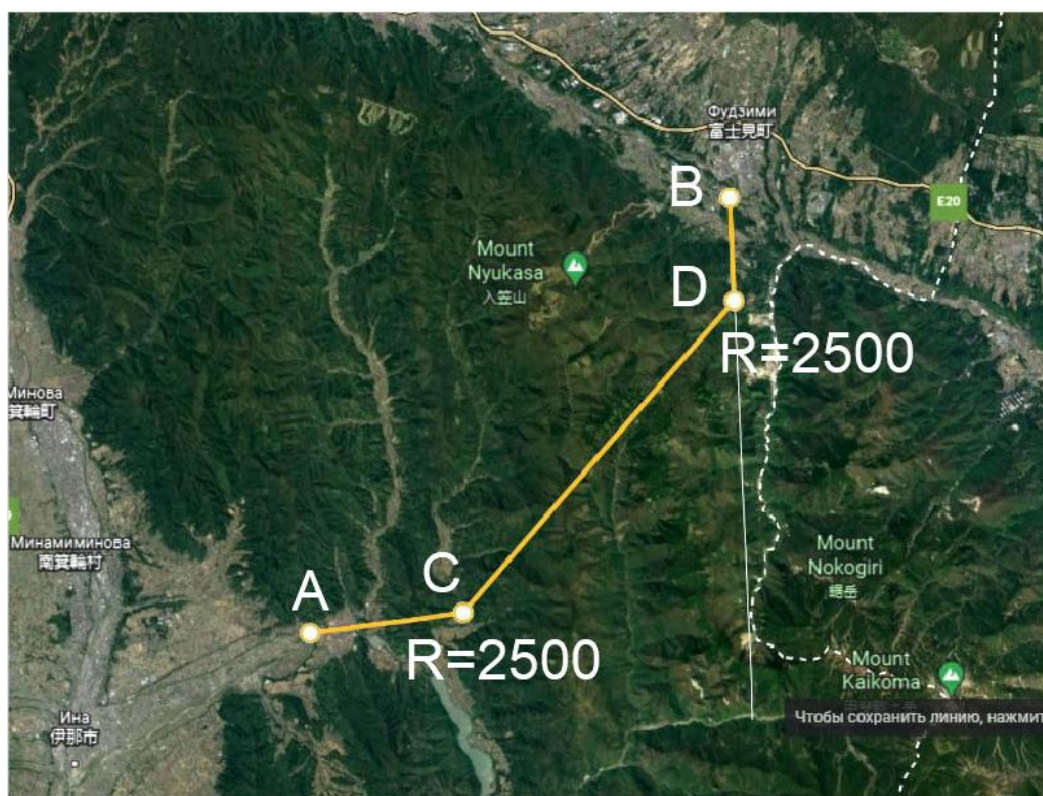 Фудзими
富士見町
B
E20
Mount
Nyukasa
入笠山
D
R=2500
Минова
箕輪町
Минамиминова
南箕輪村
Mount
Nokogiri
鋸岳
C
A
R=2500
Mount
Kaikoma
Ина
伊那市
Чтобы сохранить линию, нажмит